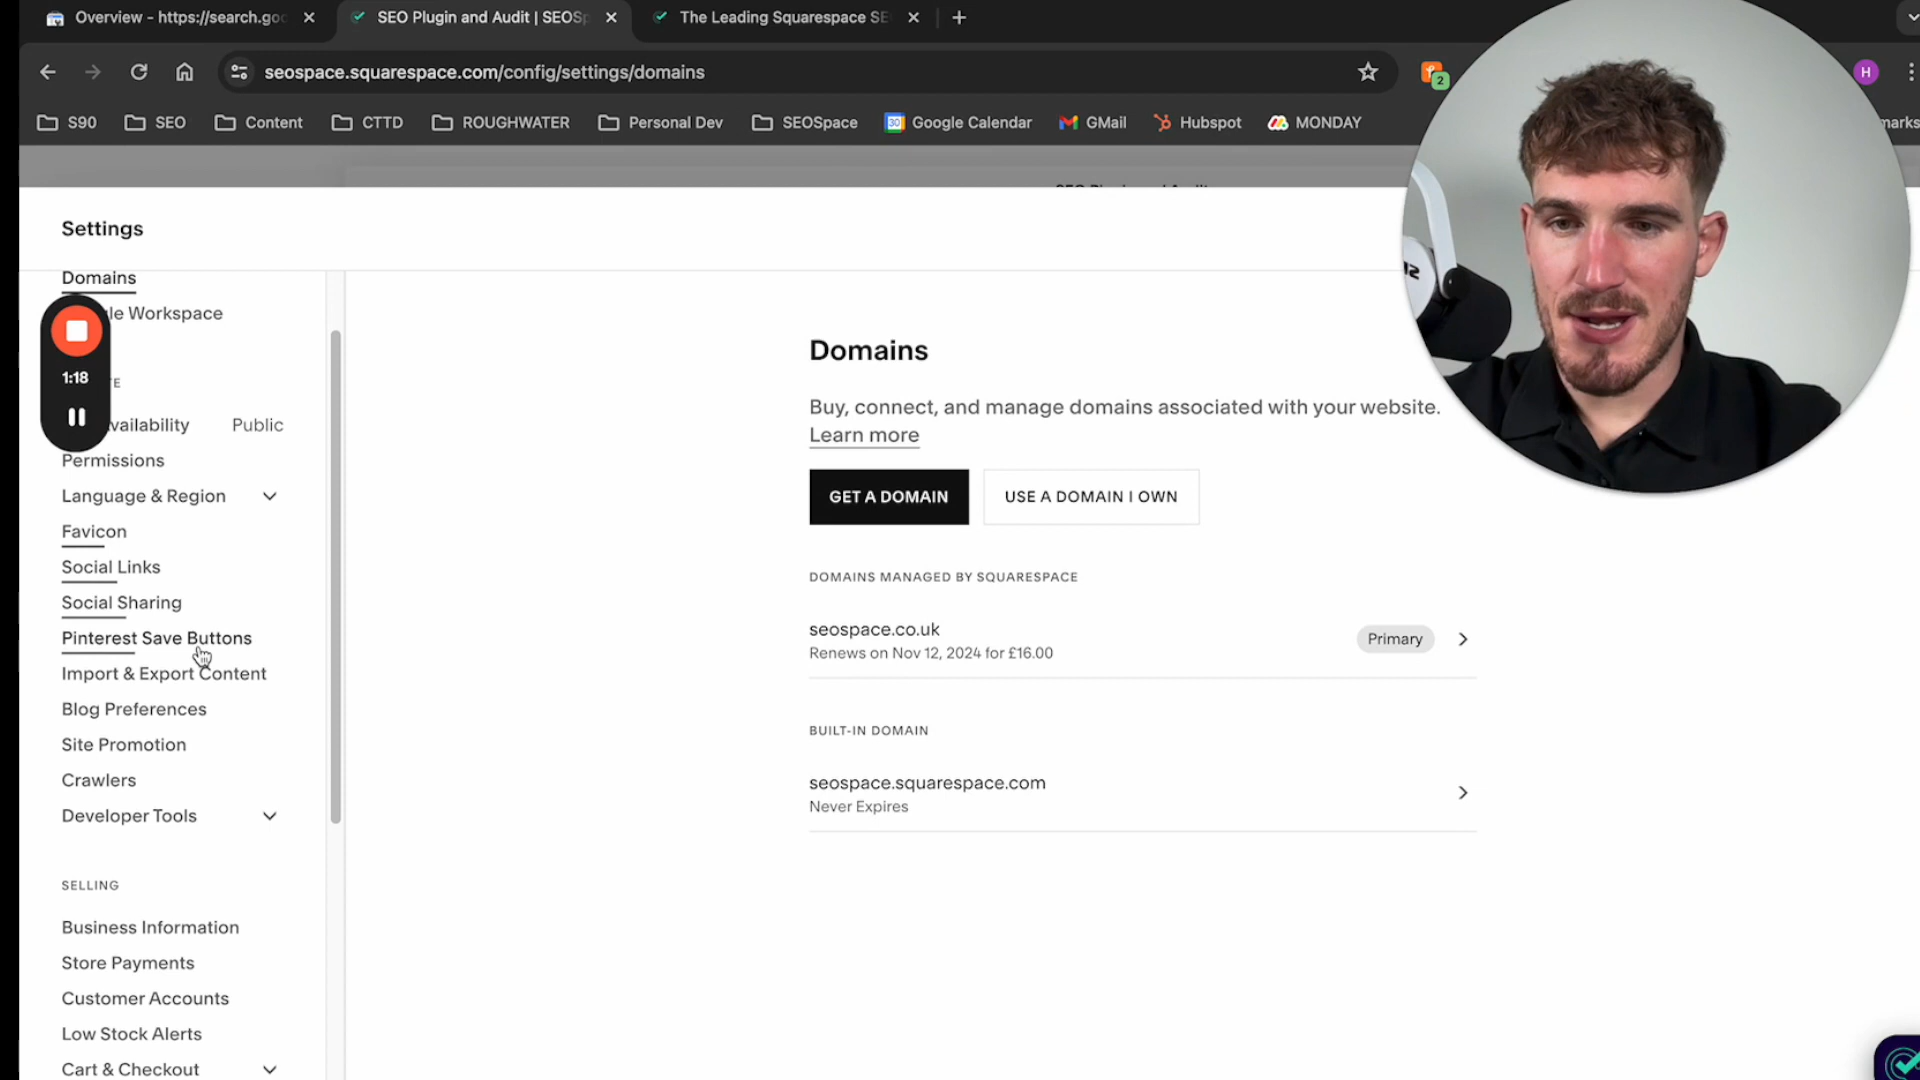 Overview - https://search.goo
SEO Plugin and Audit | SEOSp
The Leading Squarespace SE
seospace.squarespace.com/config/settings/domains
2
H
S90
SEO
Content
CTTD
ROUGHWATER
Personal Dev
SEOSpace
30
Google Calendar
GMail
Hubspot
MONDAY
marks
Settings
Domains
le Workspace
1:18
TE
vailability
Public
Permissions
Language & Region
Favicon
Social Links
Social Sharing
Pinterest Save Buttons
Import & Export Content
Blog Preferences
Site Promotion
Crawlers
Developer Tools
SELLING
Business Information
Store Payments
Customer Accounts
Low Stock Alerts
Cart & Checkout
Domains
Buy, connect, and manage domains associated with your website.
Learn more
GET A DOMAIN
USE A DOMAIN I OWN
DOMAINS MANAGED BY SQUARESPACE
seospace.co.uk
Primary
Renews on Nov 12, 2024 for £16.00
BUILT-IN DOMAIN
seospace.squarespace.com
Never Expires